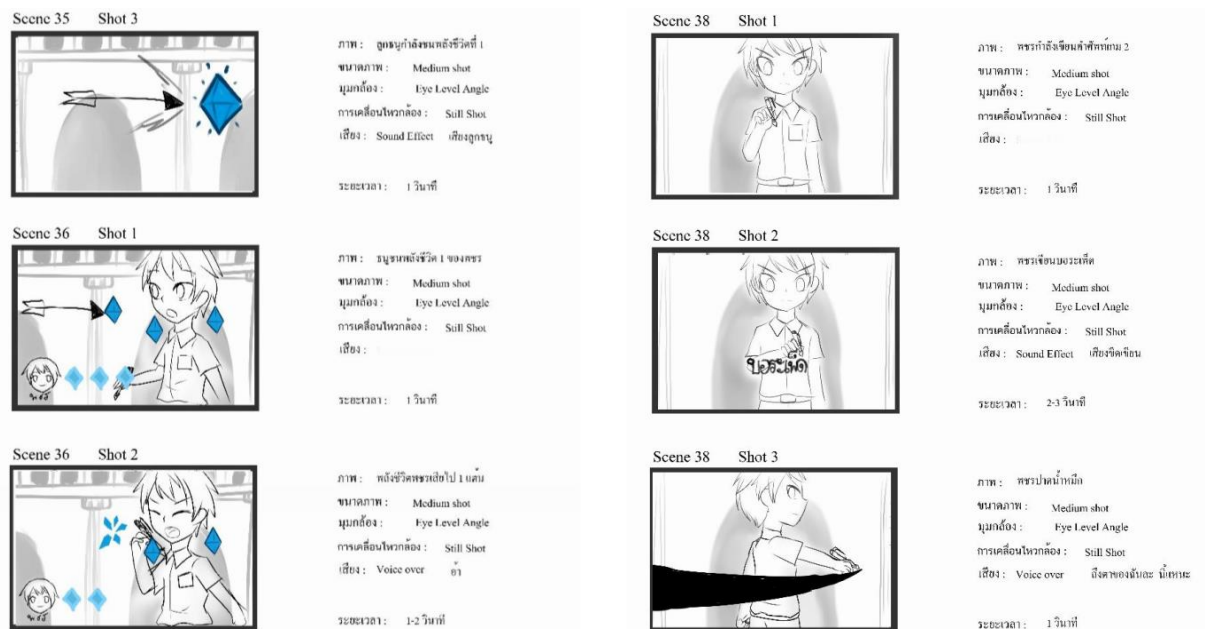 Scene 35 Shot 3
ภาพ : ลูกธนูกำลังชนพลังชีวิตที่ 1
ขนาดภาพ : Medium shot
มุมกล้อง : Eye Level Angle
การเคลื่อนไหวกล้อง : Still Shot
เสียง : Sound Effect เสียงลูกธนู
ระยะเวลา : 1 วินาที
Scene 36 Shot 1
ภาพ : ธนูชนพลังชีวิต 1 ของพชร
ขนาดภาพ : Medium shot
มุมกล้อง : Eye Level Angle
การเคลื่อนไหวกล้อง : Still Shot
เสียง :
ระยะเวลา : 1 วินาที
พชร
Scene 36 Shot 2
ภาพ : พลังชีวิตพชรเสียไป 1 แต้ม
ขนาดภาพ : Medium shot
มุมกล้อง : Eye Level Angle
การเคลื่อนไหวกล้อง : Still Shot
เสียง : Voice over
ระยะเวลา : 1-2 วินาที
พชร
Scene 38 Shot 1
ภาพ : พชรกำลังเขียนคำศัพท์เกม 2
ขนาดภาพ : Medium shot
มุมกล้อง : Eye Level Angle
การเคลื่อนไหวกล้อง : Still Shot
เสียง :
ระยะเวลา : 1 วินาที
Scene 38 Shot 2
ภาพ : พชรเขียนบอระเพ็ด
ขนาดภาพ : Medium shot
มุมกล้อง : Eye Level Angle
การเคลื่อนไหวกล้อง : Still Shot
เสียง : Sound Effect เสียงขีดเขียน
ระยะเวลา : 2-3 วินาที
บอระเพ็ด
Scene 38 Shot 3
ภาพ : พชรปาดน้ำหมึก
ขนาดภาพ : Medium shot
มุมกล้อง : Eye Level Angle
การเคลื่อนไหวกล้อง : Still Shot
เสียง : Voice over ถึงตาของฉันละ นี่แหนะ
ระยะเวลา : 1 วินาที